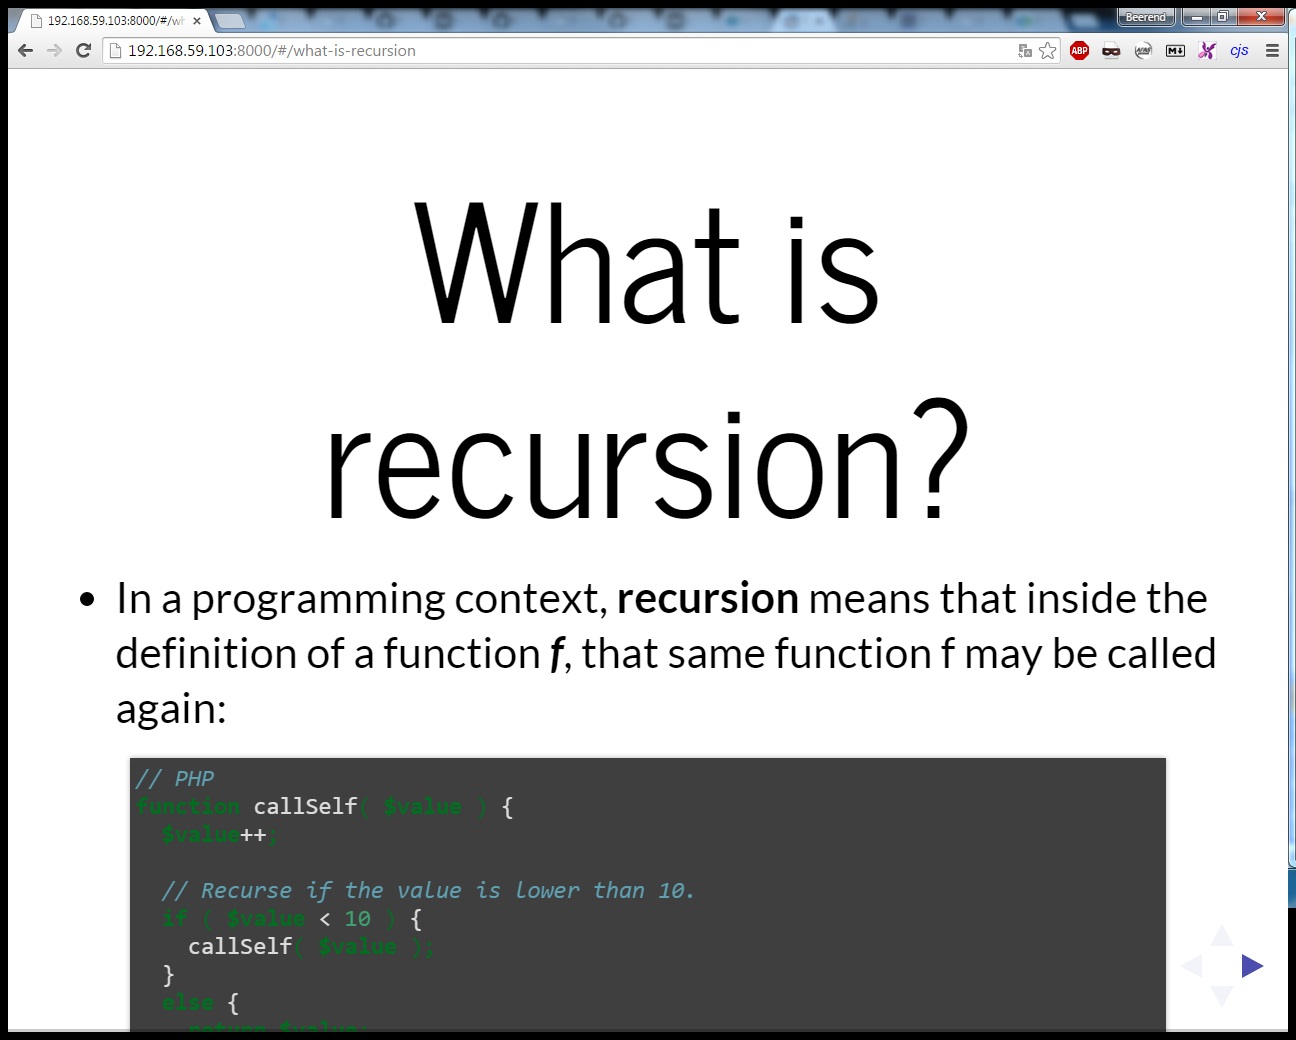 192.168.59.103:8000/#/wh
Beerend
192.168.59.103:8000/#/what-is-recursion
ABP
M
cjs
What is
recursion?
• In a programming context, recursion means that inside the
definition of a function f, that same function f may be called
again:
// PHP
function callSelf( $value ) {
$value++;
// Recurse if the value is lower than 10.
if ( $value < 10 ) {
callSelf( $value );
}
else {
return $value;